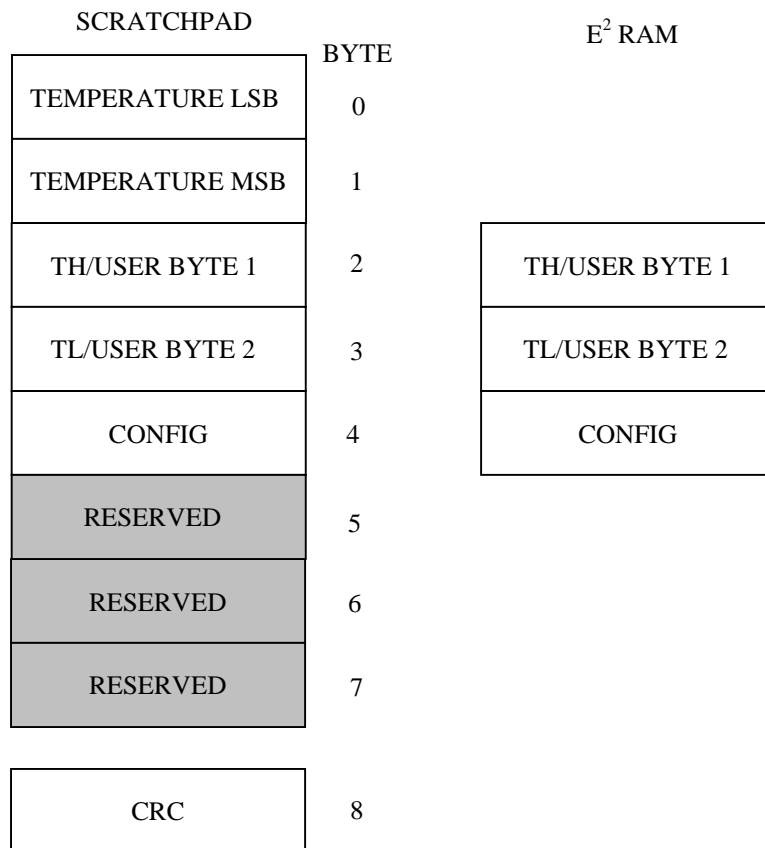 SCRATCHPAD
BYTE
E² RAM
TEMPERATURE LSB 0
TEMPERATURE MSB 1
TH/USER BYTE 1 2 TH/USER BYTE 1
TL/USER BYTE 2 3 TL/USER BYTE 2
CONFIG 4 CONFIG
RESERVED 5
RESERVED 6
RESERVED 7
CRC 8